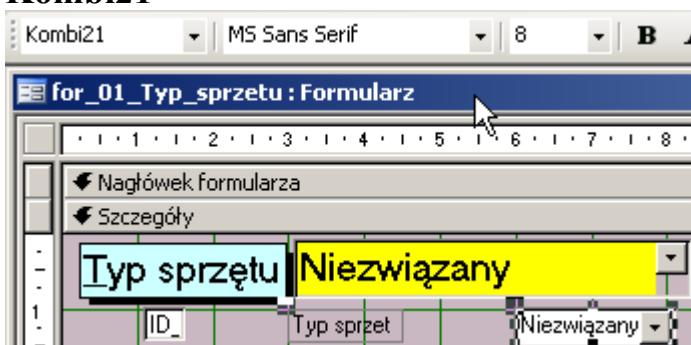 Kombi21
Kombi21 MS Sans Serif 8 B
for_01_Typ_sprzetu : Formularz
1 2 3 4 5 6 7 8
Nagłówek formularza
Szczegóły
Typ sprzętu Niezwiązany
1 ID_ Typ sprzet Niezwiązany